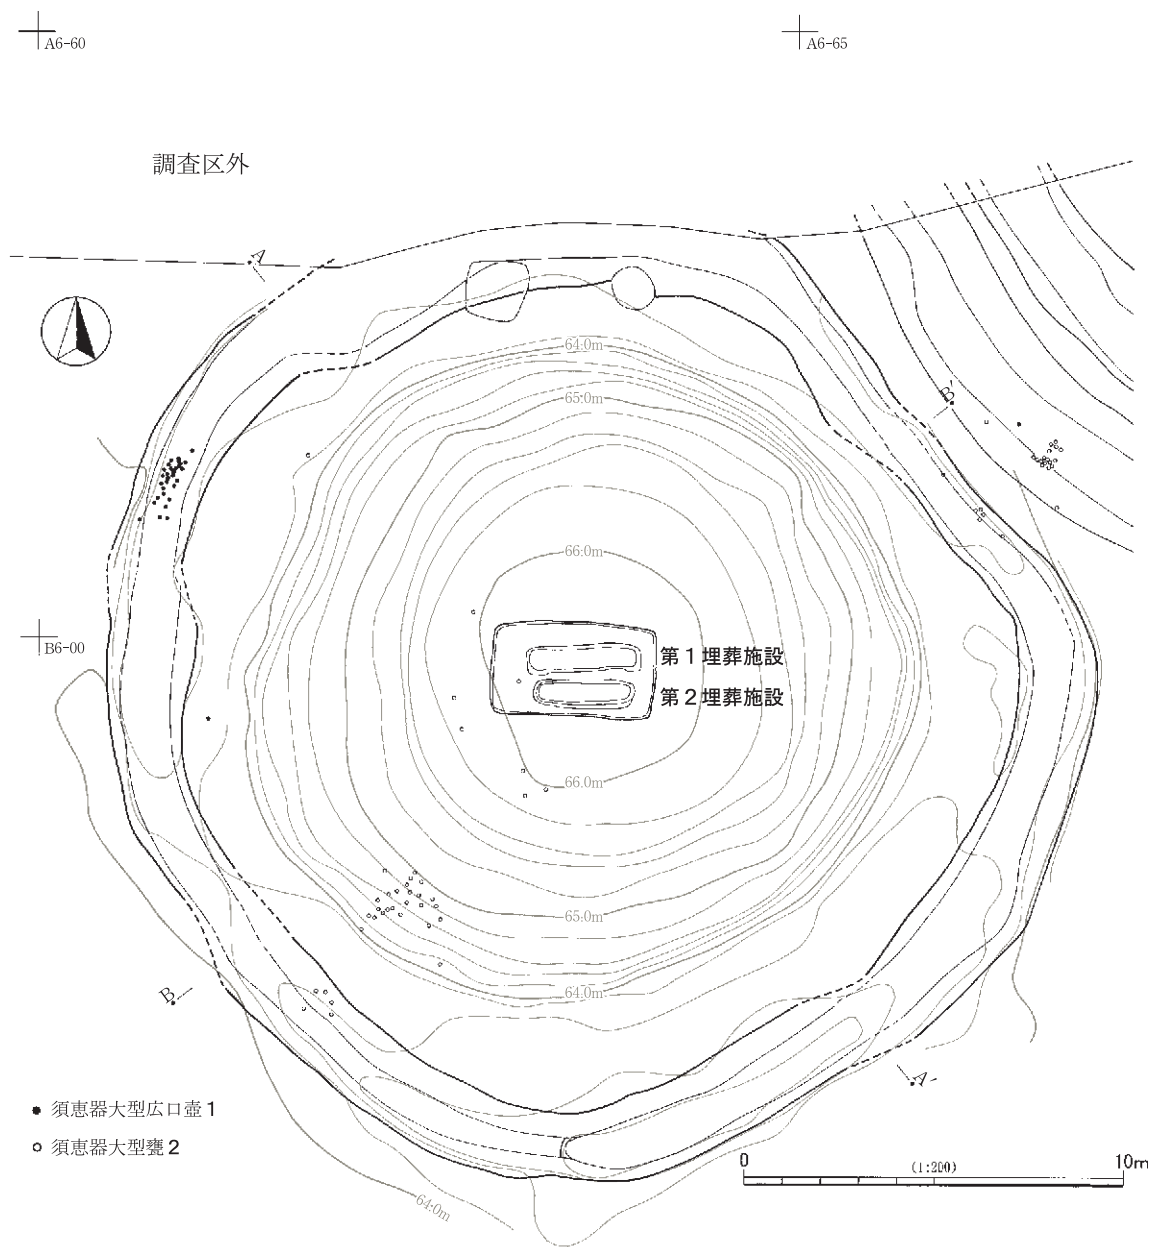 A6-60
A6-65
調査区外
A
64.0m
65.0m
B'
66.0m
B6-00
第1埋葬施設
第2埋葬施設
66.0m
65.0m
64.0m
B
A'
須恵器大型広口壺1
須恵器大型甕2
0 (1:200) 10m
64.0m